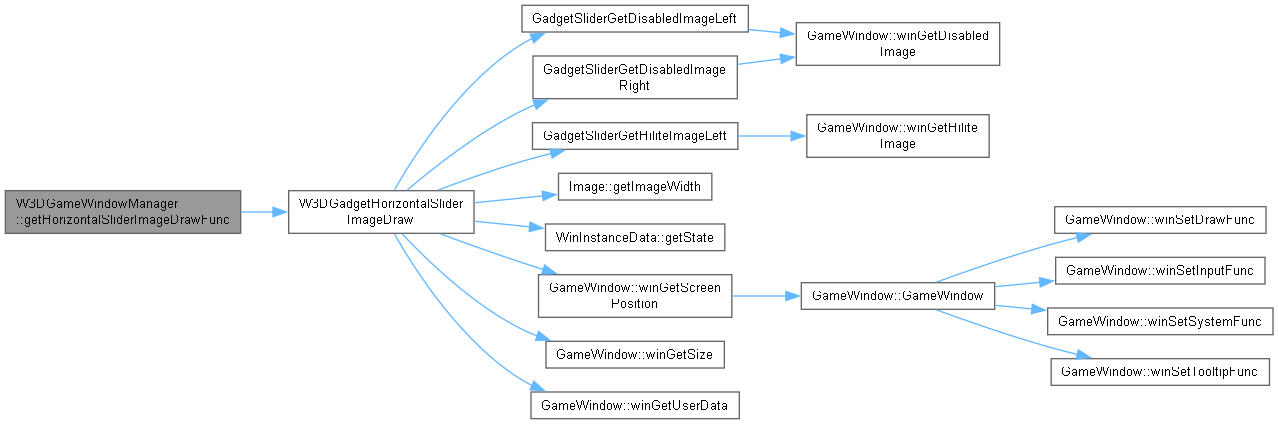 W3DGameWindowManager
::getHorizontalSliderImageDrawFunc
W3DGadgetHorizontalSlider
ImageDraw
GadgetSliderGetDisabledImageLeft
GadgetSliderGetDisabledImage
Right
GadgetSliderGetHiliteImageLeft
Image::getImageWidth
WinInstanceData::getState
GameWindow::winGetScreen
Position
GameWindow::winGetSize
GameWindow::winGetUserData
GameWindow::winGetDisabled
Image
GameWindow::winGetHilite
Image
GameWindow::GameWindow
GameWindow::winSetDrawFunc
GameWindow::winSetInputFunc
GameWindow::winSetSystemFunc
GameWindow::winSetTooltipFunc